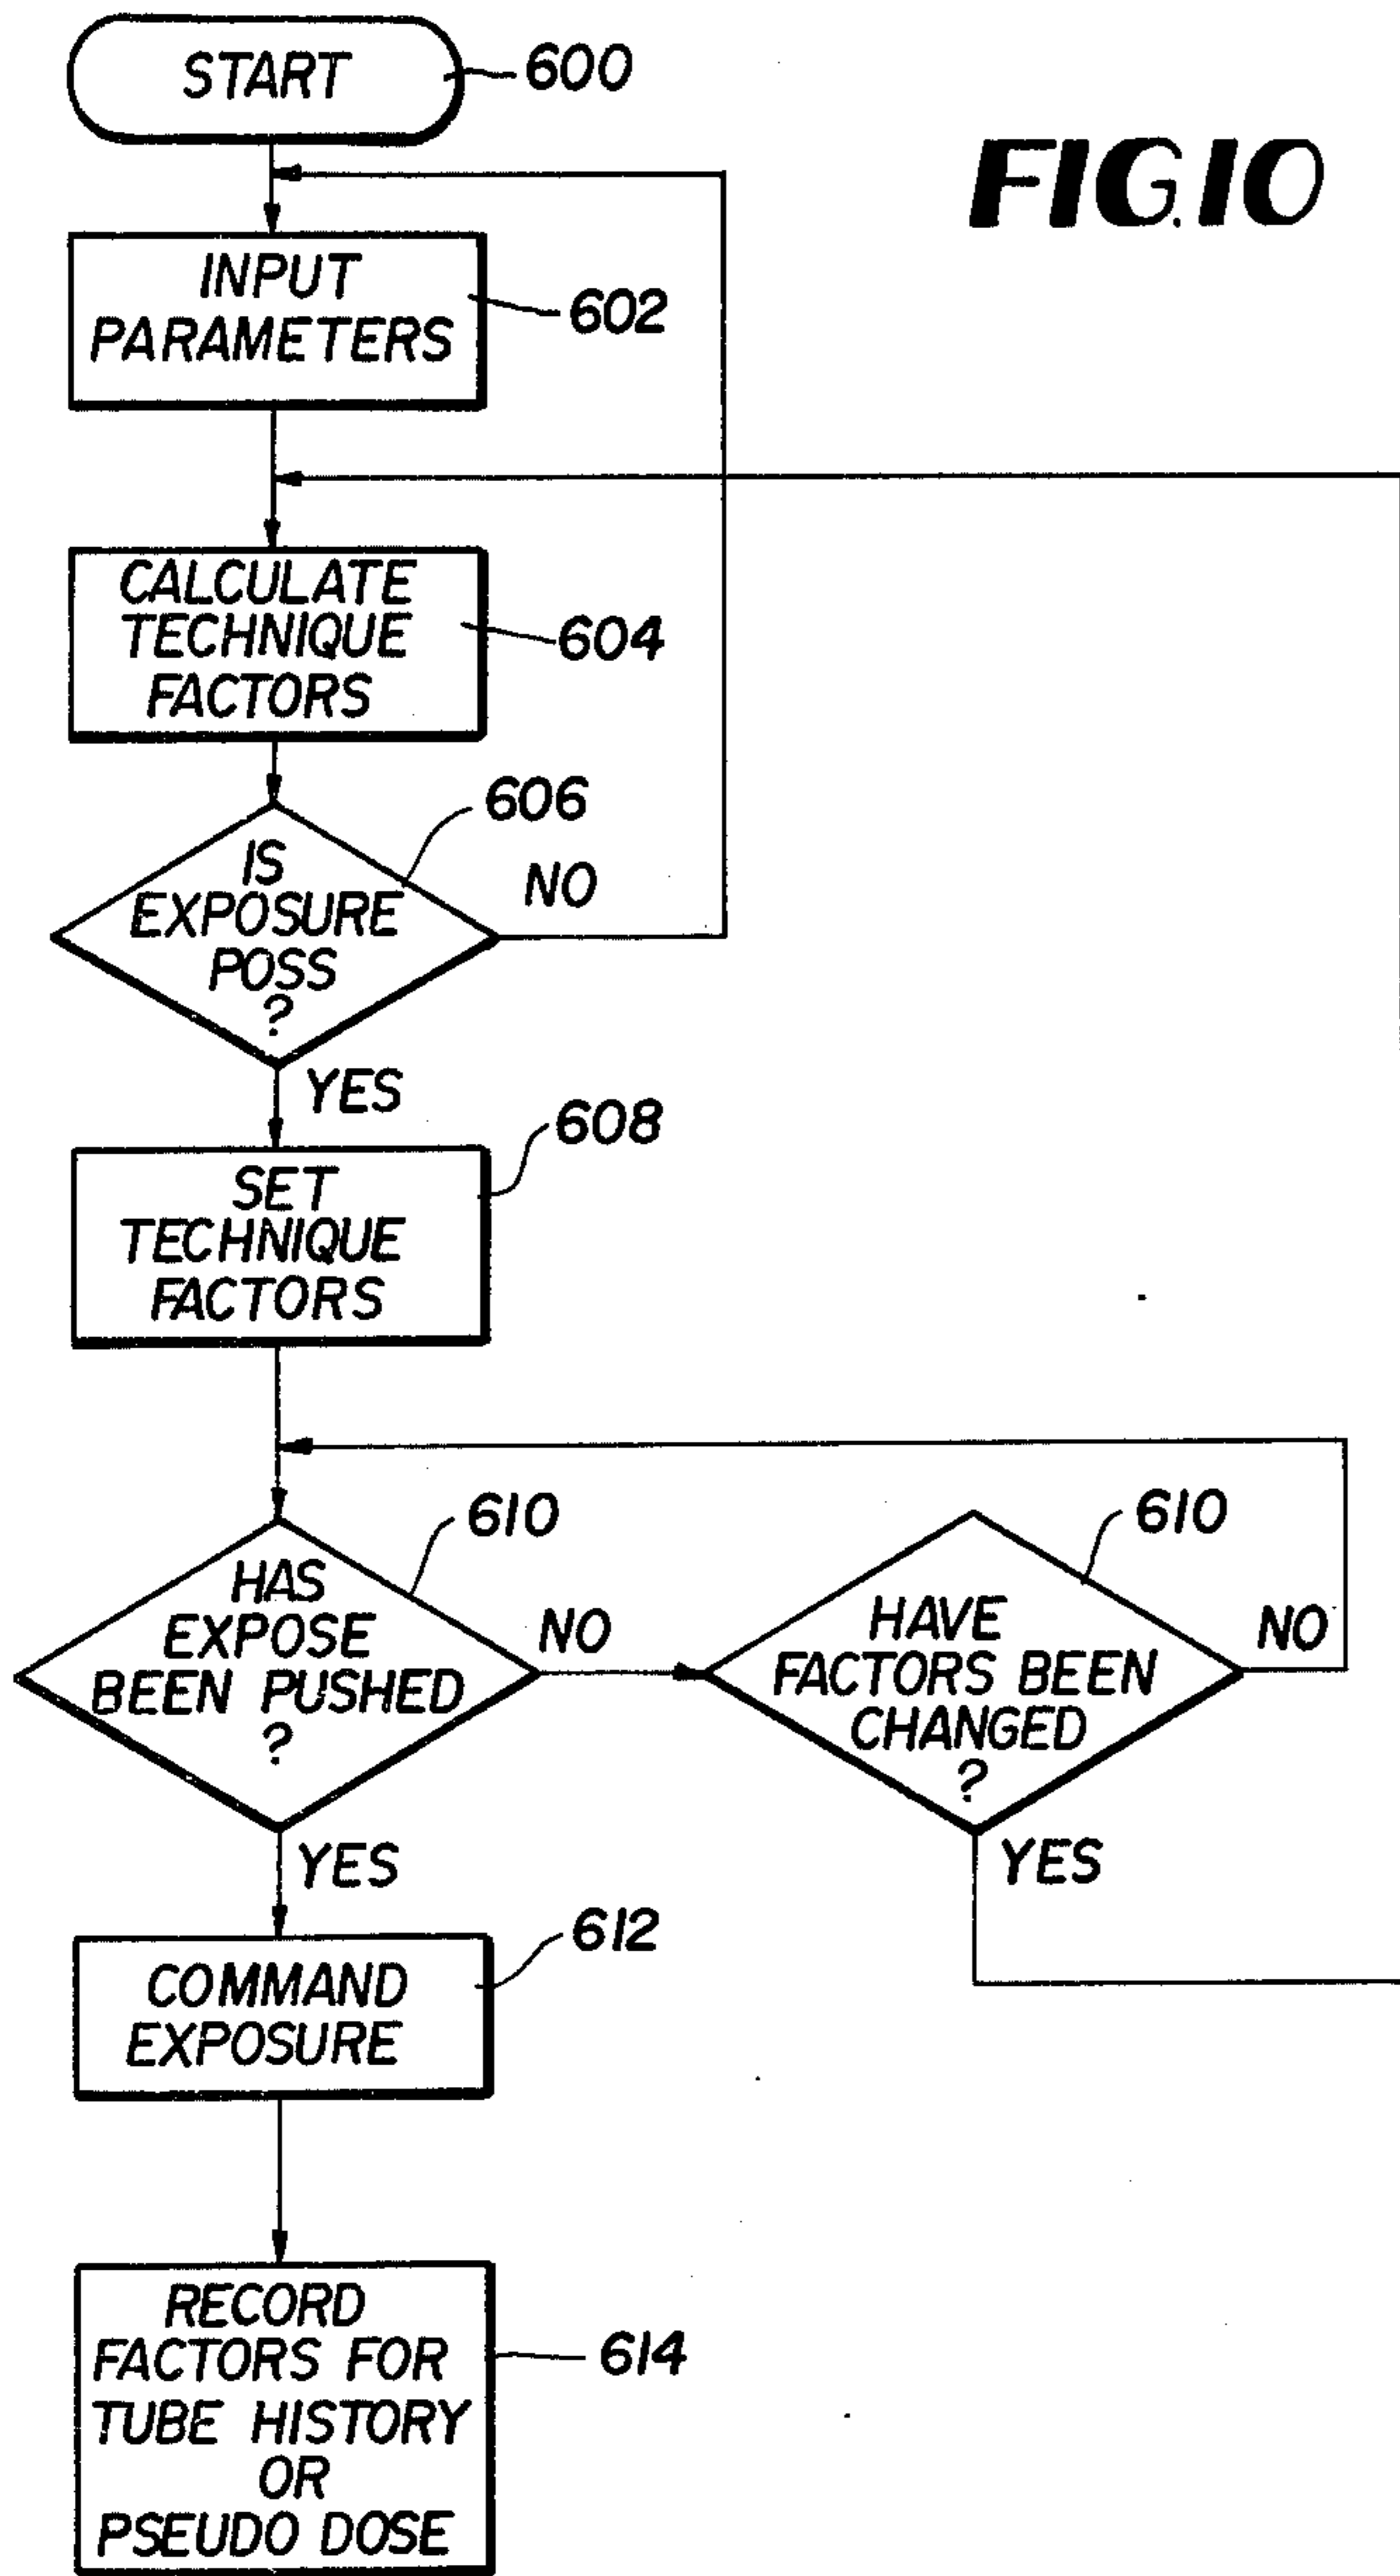 START
600
FIG. 10
INPUT
PARAMETERS
602
CALCULATE
TECHNIQUE
FACTORS
604
606
IS
EXPOSURE
POSS
?
NO
YES
608
SET
TECHNIQUE
FACTORS
610
HAS
EXPOSE
BEEN PUSHED
?
NO
610
HAVE
FACTORS BEEN
CHANGED
?
NO
YES
YES
612
COMMAND
EXPOSURE
RECORD
FACTORS FOR
TUBE HISTORY
OR
PSEUDO DOSE
614